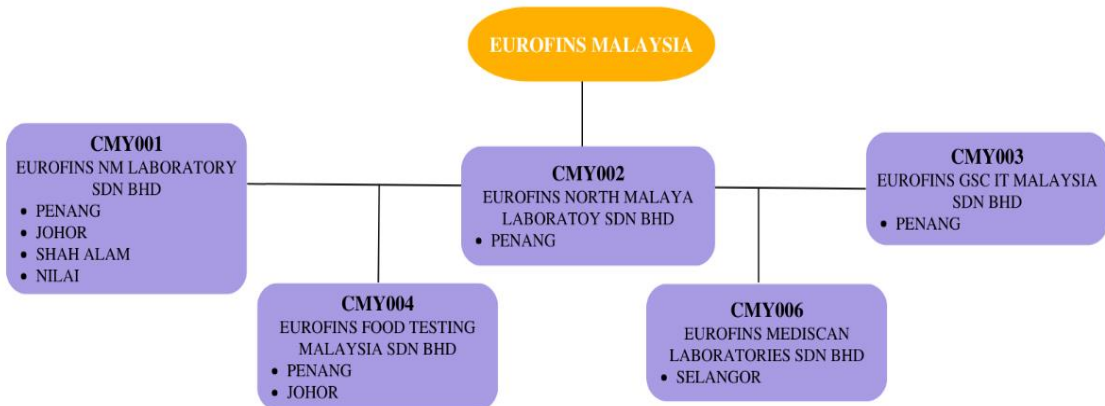 EUROFINS MALAYSIA
CMY001
EUROFINS NM LABORATORY
SDN BHD
• PENANG
• JOHOR
• SHAH ALAM
• NILAI
CMY002
EUROFINS NORTH MALAYA
LABORATOY SDN BHD
• PENANG
CMY003
EUROFINS GSC IT MALAYSIA
SDN BHD
• PENANG
CMY004
EUROFINS FOOD TESTING
MALAYSIA SDN BHD
• PENANG
• JOHOR
CMY006
EUROFINS MEDISCAN
LABORATORIES SDN BHD
• SELANGOR